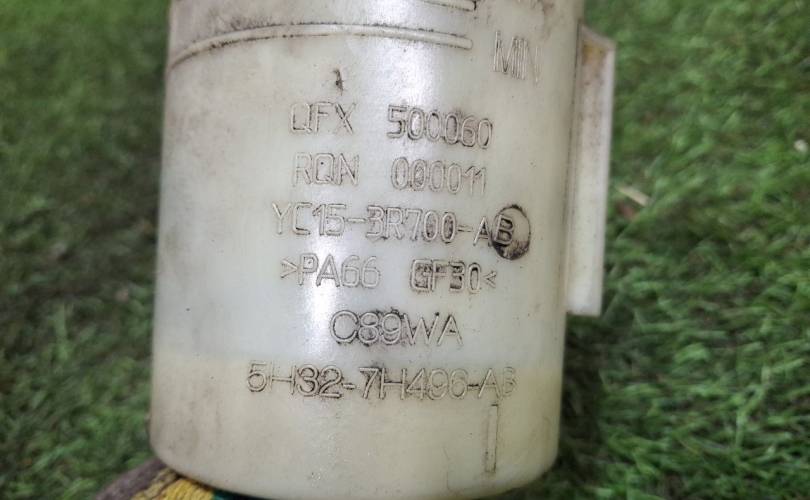 MIN
QFX 500060
RQN 000011
YC15-3R700-AB
>PA66 GF30<
C89WA
5H32-7H496-AB